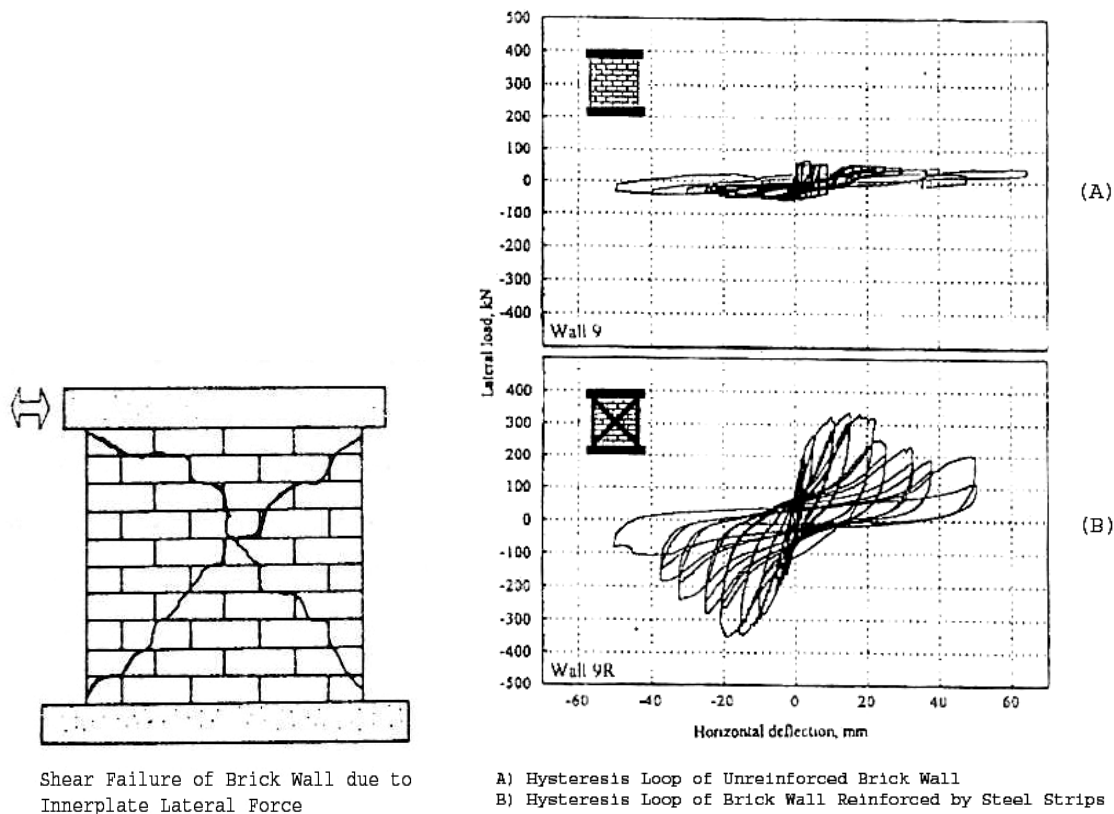 500
400
300
200
100
0
-100
-200
-300
-400
Wall 9
(A)
Lateral load, kN
400
300
200
100
0
-100
-200
-300
-400
-500
Wall 9R
(B)
-60
-40
-20
0
20
40
60
Horizontal deflection, mm
Shear Failure of Brick Wall due to
Innerplate Lateral Force
A) Hysteresis Loop of Unreinforced Brick Wall
B) Hysteresis Loop of Brick Wall Reinforced by Steel Strips